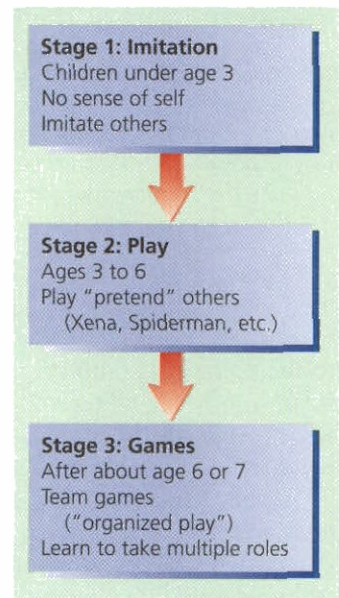 Stage 1: Imitation
Children under age 3
No sense of self
Imitate others
Stage 2: Play
Ages 3 to 6
Play “pretend” others
(Xena, Spiderman, etc.)
Stage 3: Games
After about age 6 or 7
Team games
(“organized play”)
Learn to take multiple roles